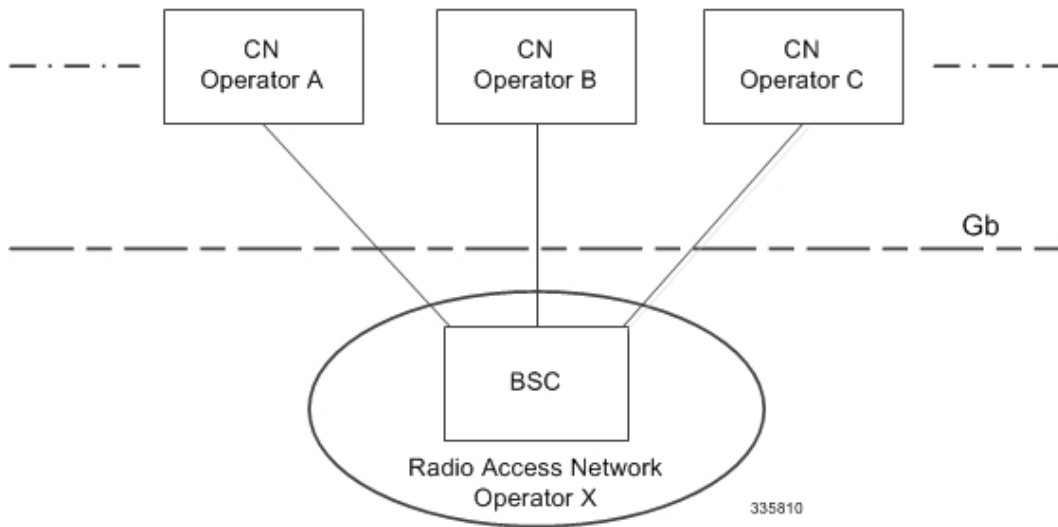 CN
Operator A
CN
Operator B
CN
Operator C
Gb
BSC
Radio Access Network
Operator X
335810